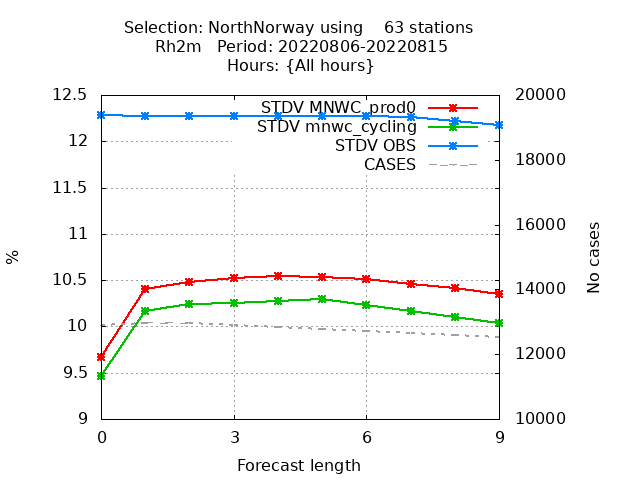 Selection: NorthNorway using    63 stations
Rh2m   Period: 20220806-20220815
Hours: {All hours}
12.5
12
11.5
11
10.5
10
9.5
9
20000
18000
16000
14000
12000
10000
STDV MNWC_prod0
STDV mnwc_cycling
STDV OBS
CASES
%
No cases
0
3
6
9
Forecast length